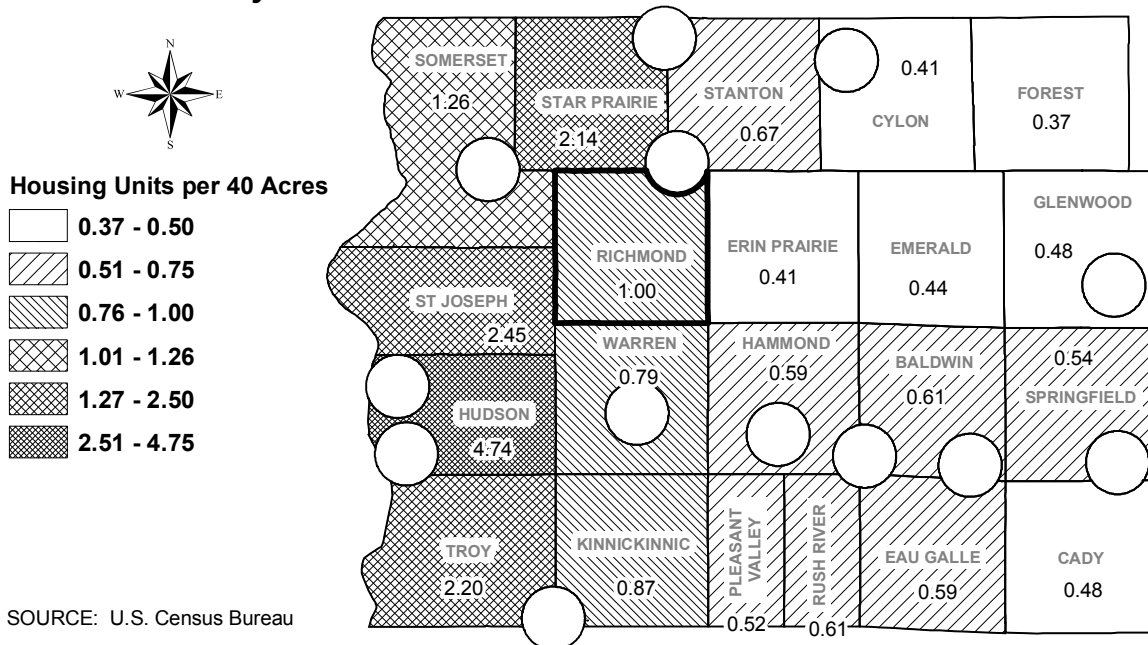 N
W
E
S
Housing Units per 40 Acres
0.37 - 0.50
0.51 - 0.75
0.76 - 1.00
1.01 - 1.26
1.27 - 2.50
2.51 - 4.75
SOMERSET
1.26
STAR PRAIRIE
2.14
STANTON
0.67
0.41
CYLON
FOREST
0.37
RICHMOND
1.00
ERIN PRAIRIE
0.41
EMERALD
0.44
GLENWOOD
0.48
ST JOSEPH
2.45
WARREN
0.79
HAMMOND
0.59
BALDWIN
0.61
0.54
SPRINGFIELD
HUDSON
4.74
TROY
2.20
KINNICKINNIC
0.87
PLEASANT
VALLEY
0.52
RUSH RIVER
0.61
EAU GALLE
0.59
CADY
0.48
SOURCE: U.S. Census Bureau